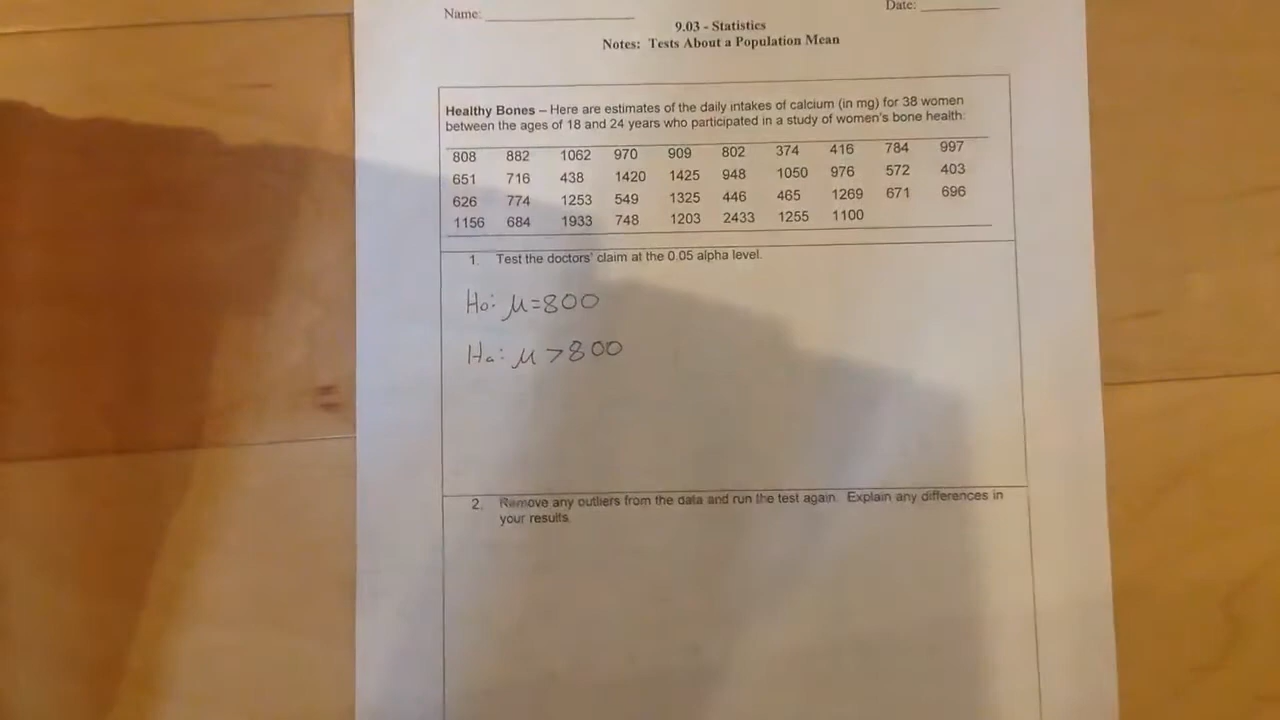 Name: ____________ Date: ____________
9.03 - Statistics
Notes: Tests About a Population Mean
Healthy Bones – Here are estimates of the daily intakes of calcium (in mg) for 38 women
between the ages of 18 and 24 years who participated in a study of women's bone health:
808 882 1062 970 909 802 374 416 784 997
651 716 438 1420 1425 948 1050 976 572 403
626 774 1253 549 1325 446 465 1269 671 696
1156 684 1933 748 1203 2433 1255 1100
1. Test the doctors' claim at the 0.05 alpha level.
Ho: μ=800
Ha: μ >800
2. Remove any outliers from the data and run the test again. Explain any differences in
your results.